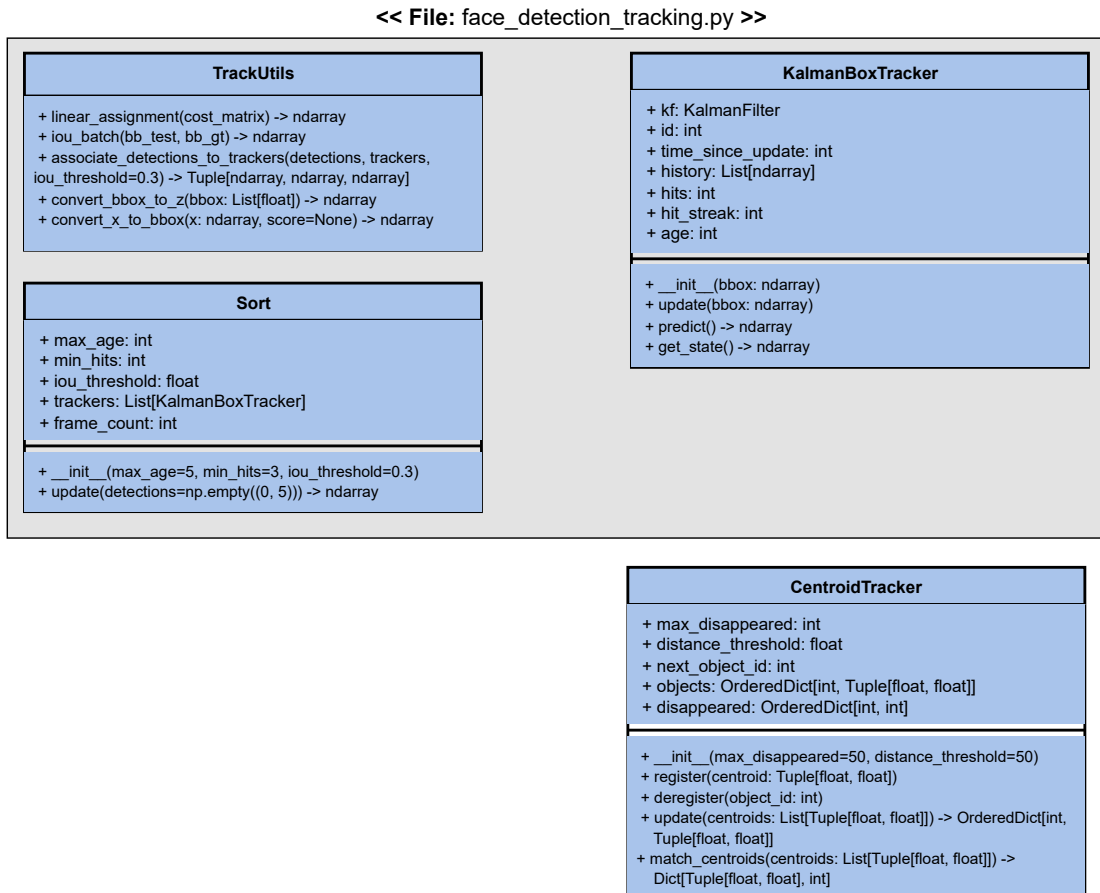 << File: face_detection_tracking.py >>
TrackUtils
+ linear_assignment(cost_matrix) -> ndarray
+ iou_batch(bb_test, bb_gt) -> ndarray
+ associate_detections_to_trackers(detections, trackers,
iou_threshold=0.3) -> Tuple[ndarray, ndarray, ndarray]
+ convert_bbox_to_z(bbox: List[float]) -> ndarray
+ convert_x_to_bbox(x: ndarray, score=None) -> ndarray
KalmanBoxTracker
+ kf: KalmanFilter
+ id: int
+ time_since_update: int
+ history: List[ndarray]
+ hits: int
+ hit_streak: int
+ age: int
+ __init__(bbox: ndarray)
+ update(bbox: ndarray)
+ predict() -> ndarray
+ get_state() -> ndarray
Sort
+ max_age: int
+ min_hits: int
+ iou_threshold: float
+ trackers: List[KalmanBoxTracker]
+ frame_count: int
+ __init__(max_age=5, min_hits=3, iou_threshold=0.3)
+ update(detections=np.empty((0, 5))) -> ndarray
CentroidTracker
+ max_disappeared: int
+ distance_threshold: float
+ next_object_id: int
+ objects: OrderedDict[int, Tuple[float, float]]
+ disappeared: OrderedDict[int, int]
+ __init__(max_disappeared=50, distance_threshold=50)
+ register(centroid: Tuple[float, float])
+ deregister(object_id: int)
+ update(centroids: List[Tuple[float, float]]) -> OrderedDict[int,
Tuple[float, float]]
+ match_centroids(centroids: List[Tuple[float, float]]) ->
Dict[Tuple[float, float], int]